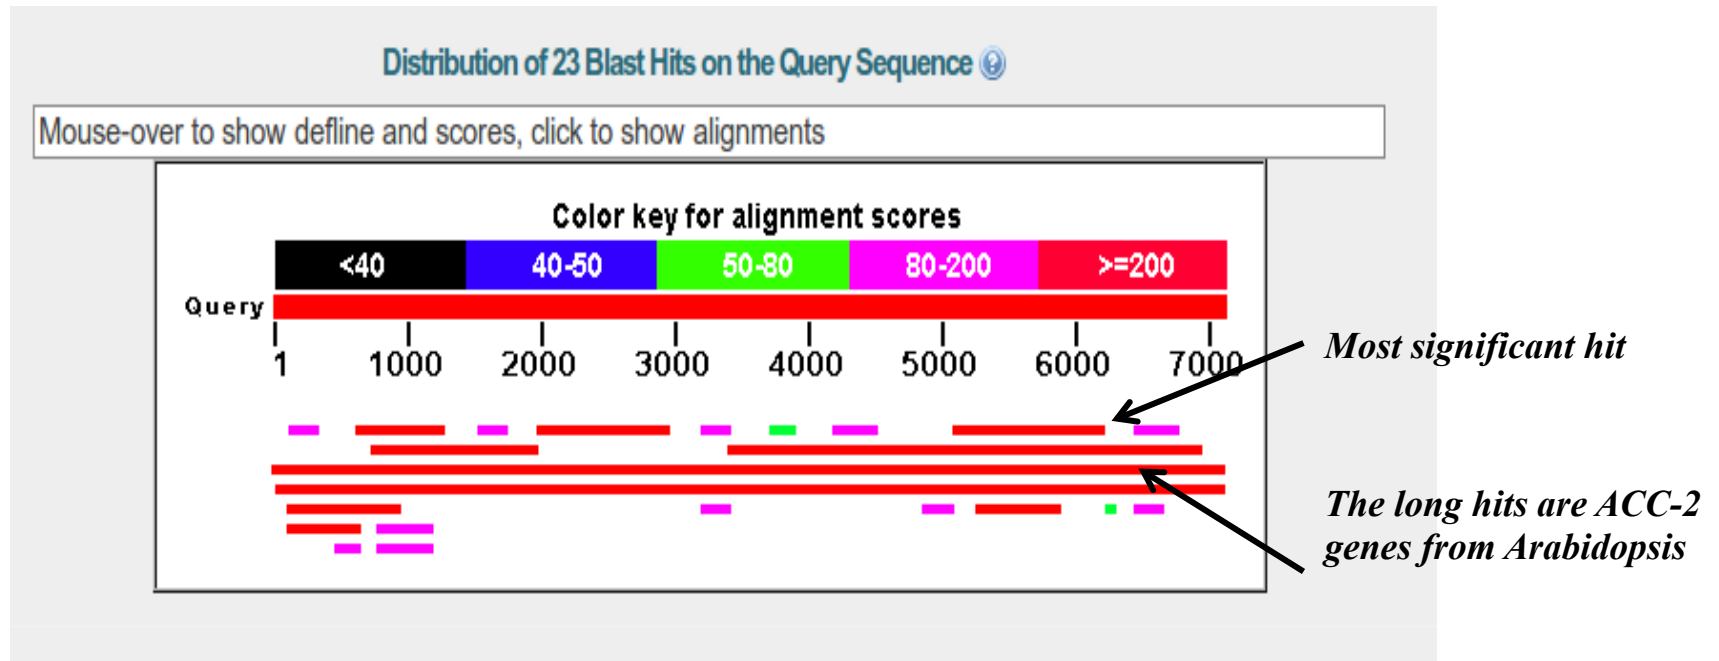 Distribution of 23 Blast Hits on the Query Sequence ?
Mouse-over to show defline and scores, click to show alignments
Color key for alignment scores
<40 40-50 50-80 80-200 >=200
Query
1 1000 2000 3000 4000 5000 6000 7000
Most significant hit
The long hits are ACC-2
genes from Arabidopsis